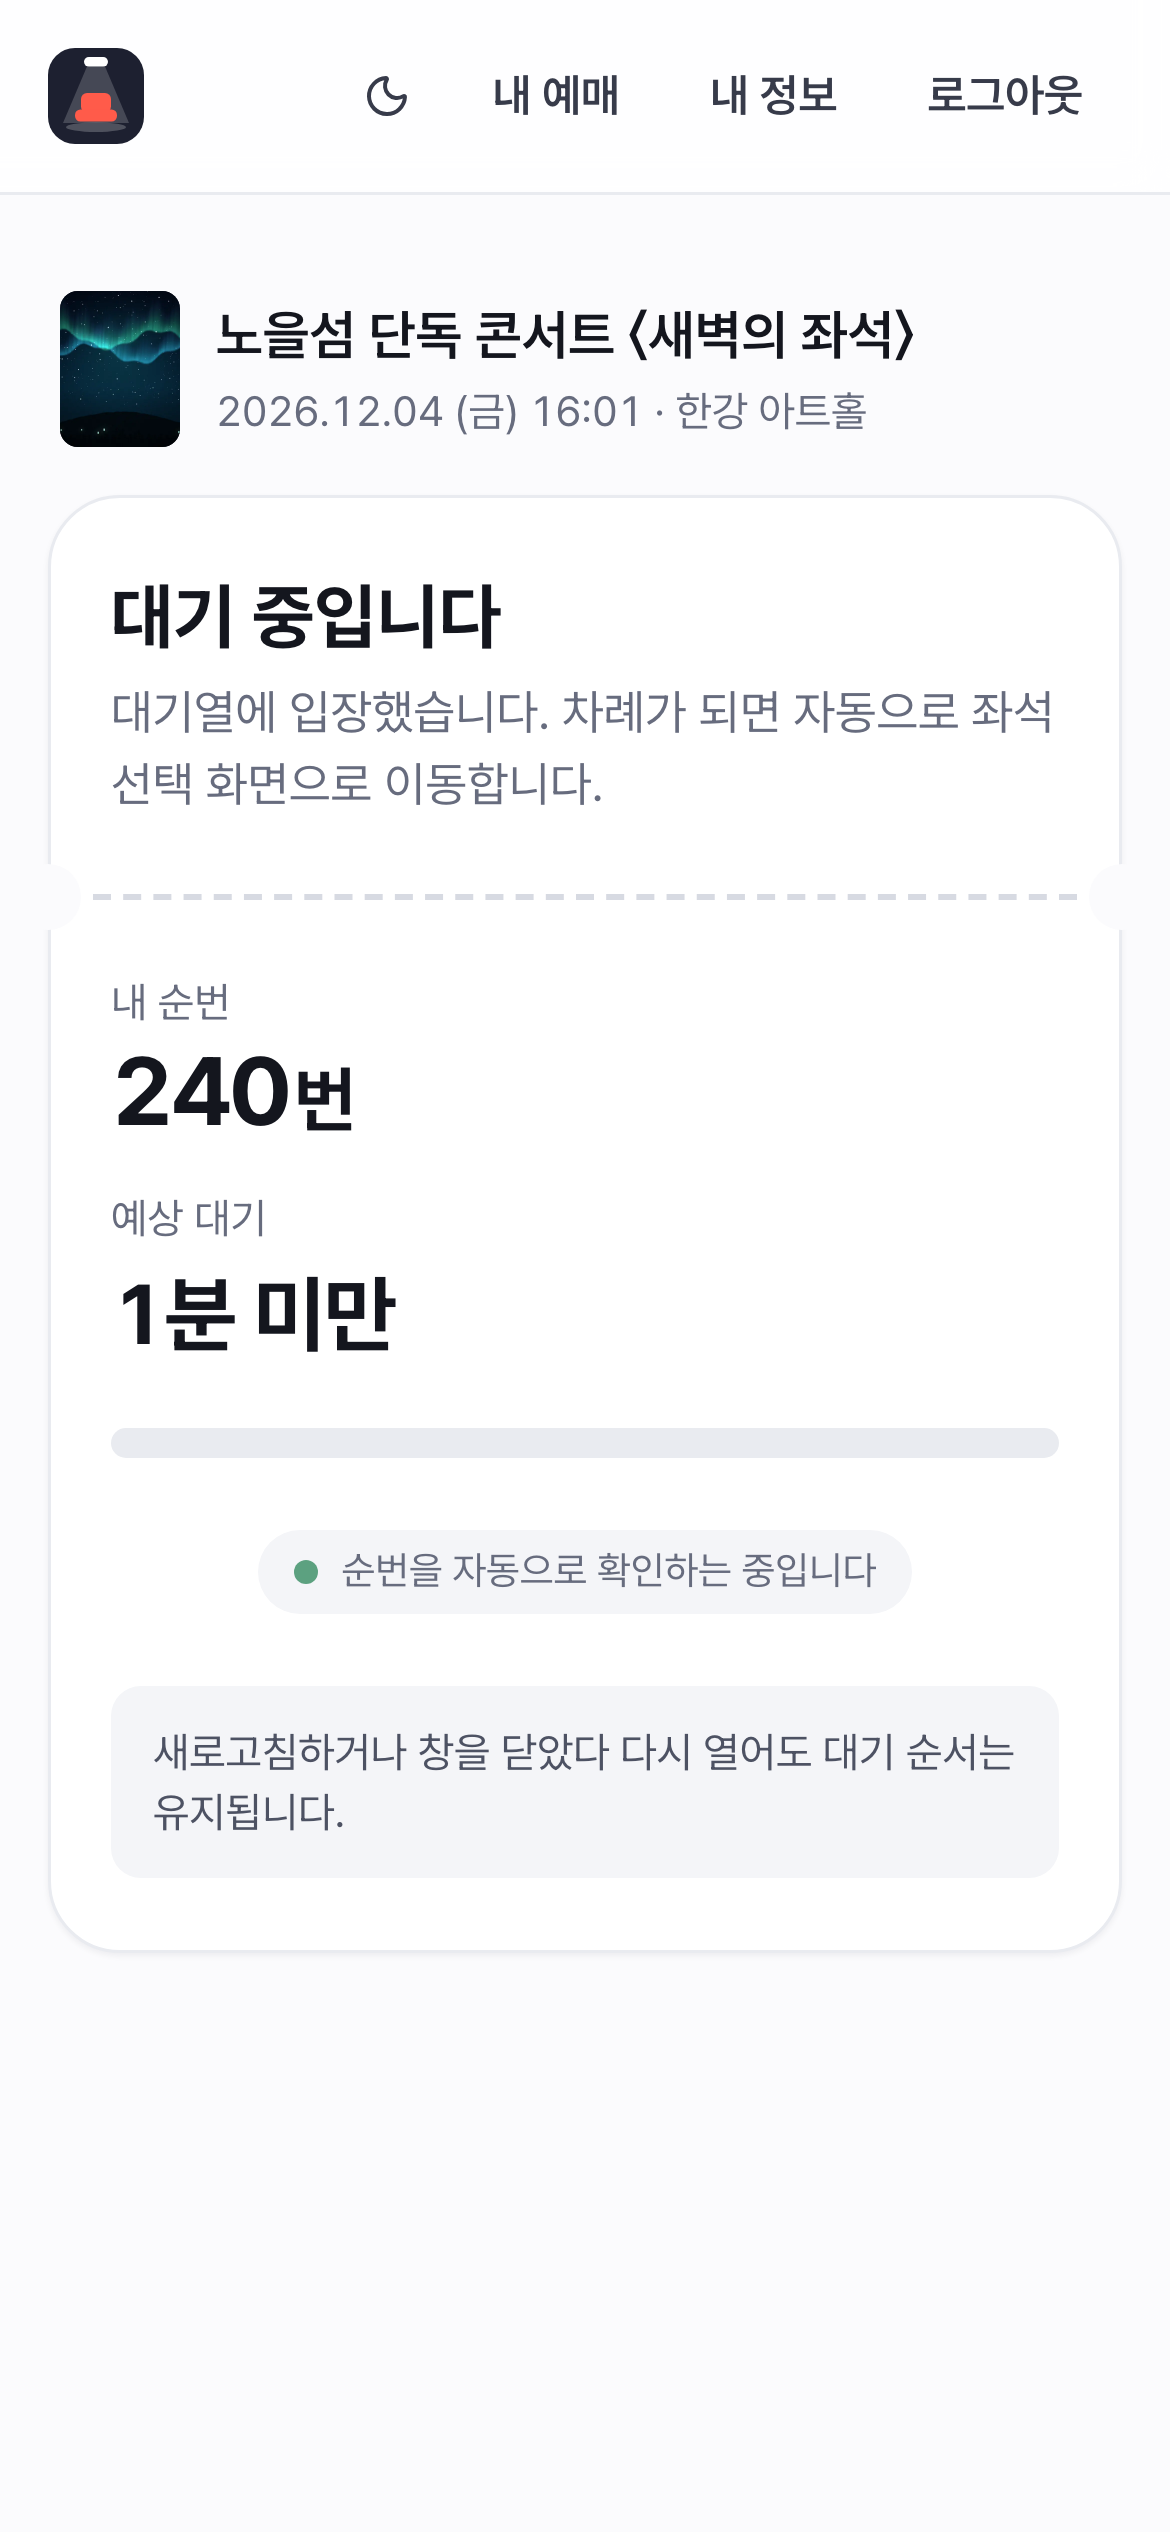 내 예매 내 정보 로그아웃
노을섬 단독 콘서트 〈새벽의 좌석〉
2026.12.04 (금) 16:01 · 한강 아트홀
대기 중입니다
대기열에 입장했습니다. 차례가 되면 자동으로 좌석
선택 화면으로 이동합니다.
내 순번
240번
예상 대기
1분 미만
순번을 자동으로 확인하는 중입니다
새로고침하거나 창을 닫았다 다시 열어도 대기 순서는
유지됩니다.